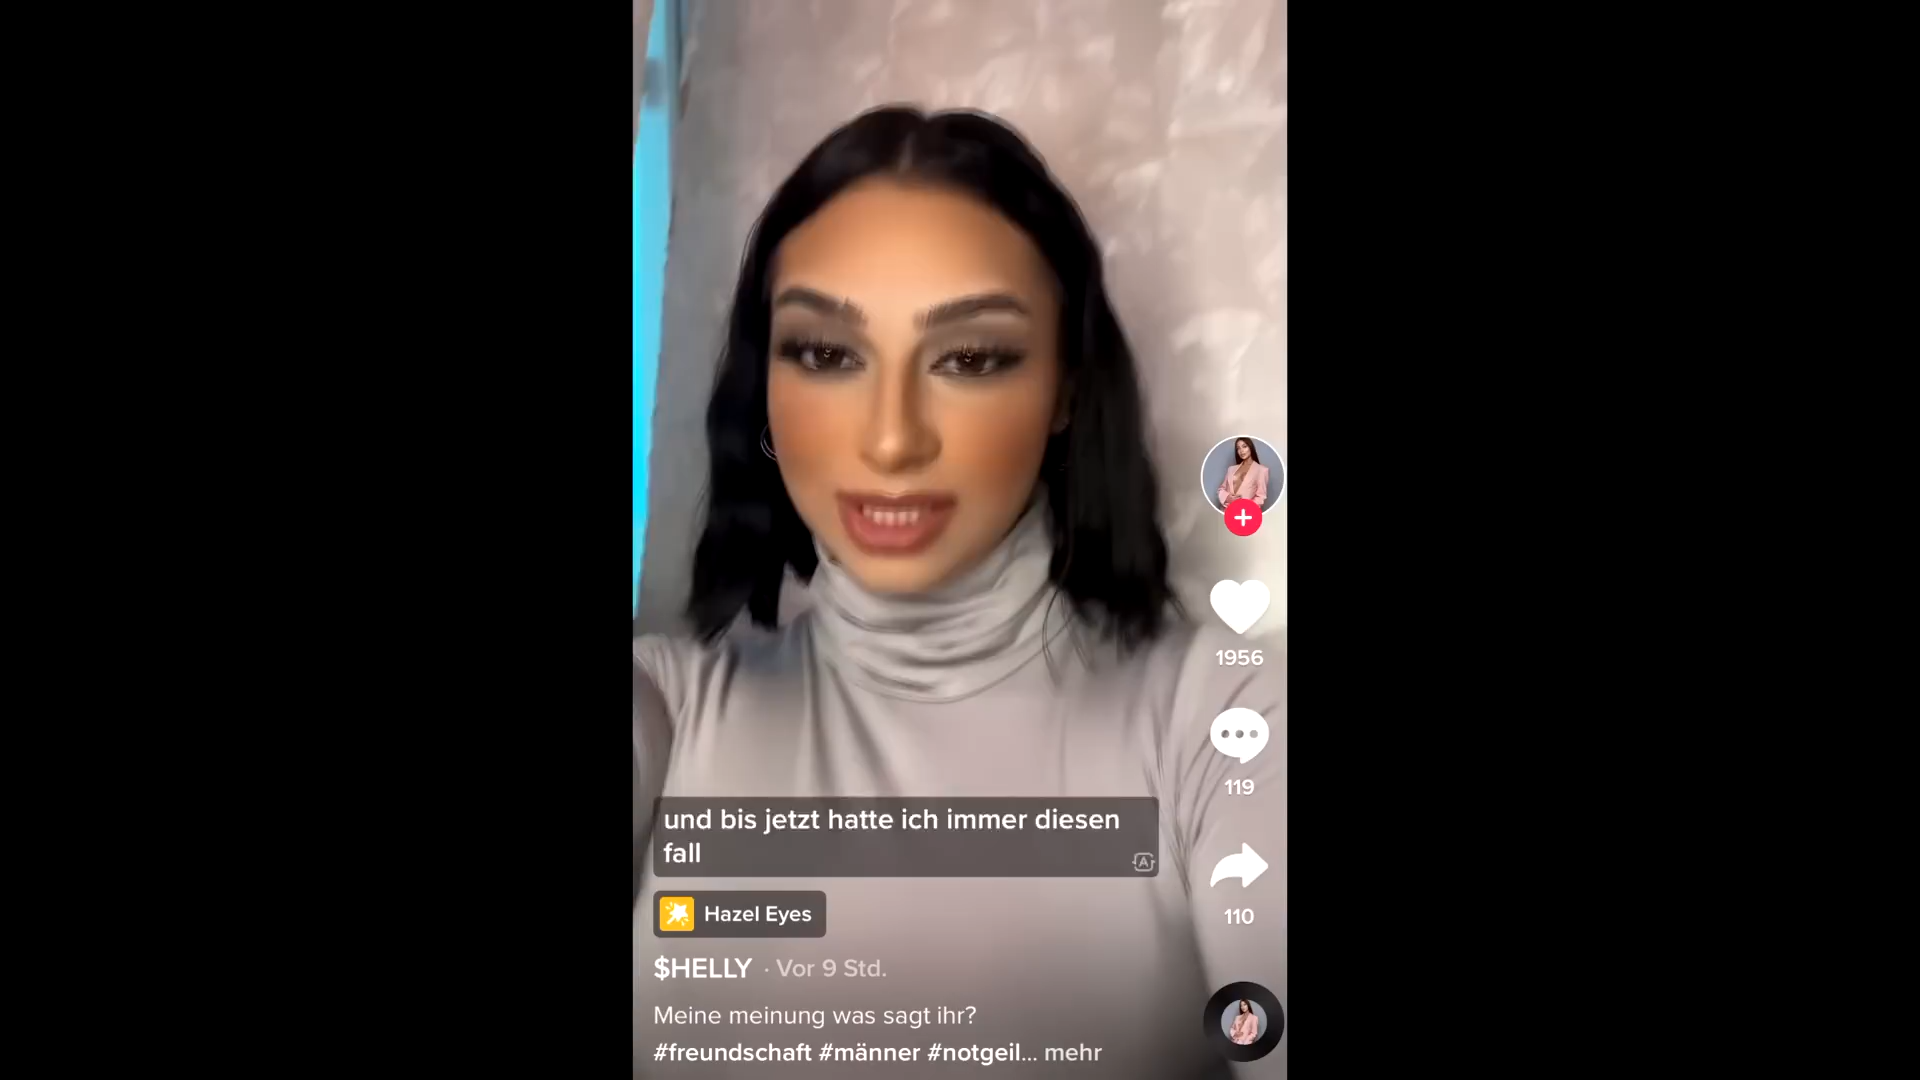 und bis jetzt hatte ich immer diesen
fall
A
Hazel Eyes
$HELLY · Vor 9 Std.
Meine meinung was sagt ihr?
#freundschaft #männer #notgeil... mehr
1956
119
110